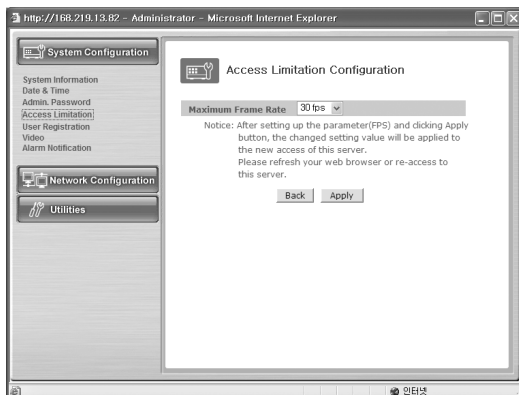 http://168.219.13.82 - Administrator - Microsoft Internet Explorer
System Configuration
System Information
Date & Time
Admin. Password
Access Limitation
User Registration
Video
Alarm Notification
Network Configuration
Utilities
Access Limitation Configuration
Maximum Frame Rate 30 fps
Notice: After setting up the parameter(FPS) and clicking Apply
button, the changed setting value will be applied to
the new access of this server.
Please refresh your web browser or re-access to
this server.
Back Apply
인터넷